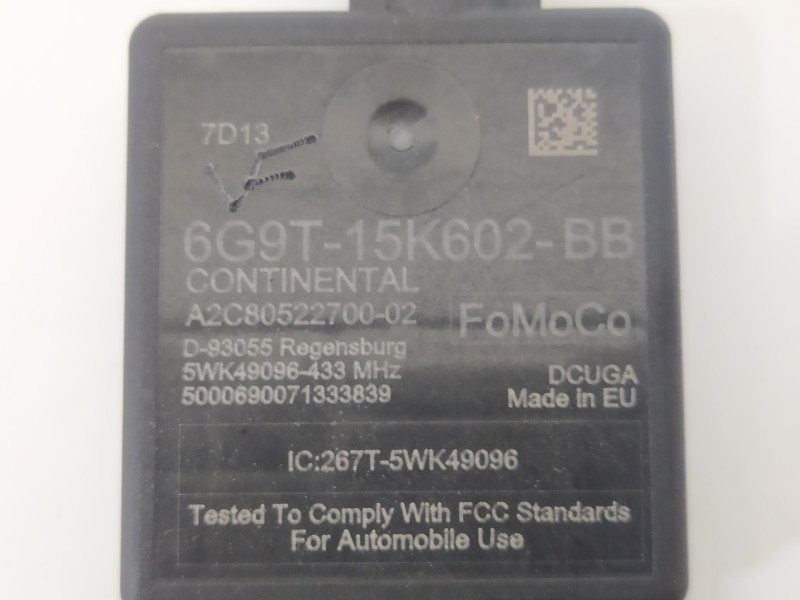 7D13
6G9T-15K602-BB
CONTINENTAL
A2C80522700-02
FoMoCo
D-93055 Regensburg
5WK49096-433 MHz
DCUGA
5000690071333839
Made in EU
IC:267T-5WK49096
Tested To Comply With FCC Standards
For Automobile Use